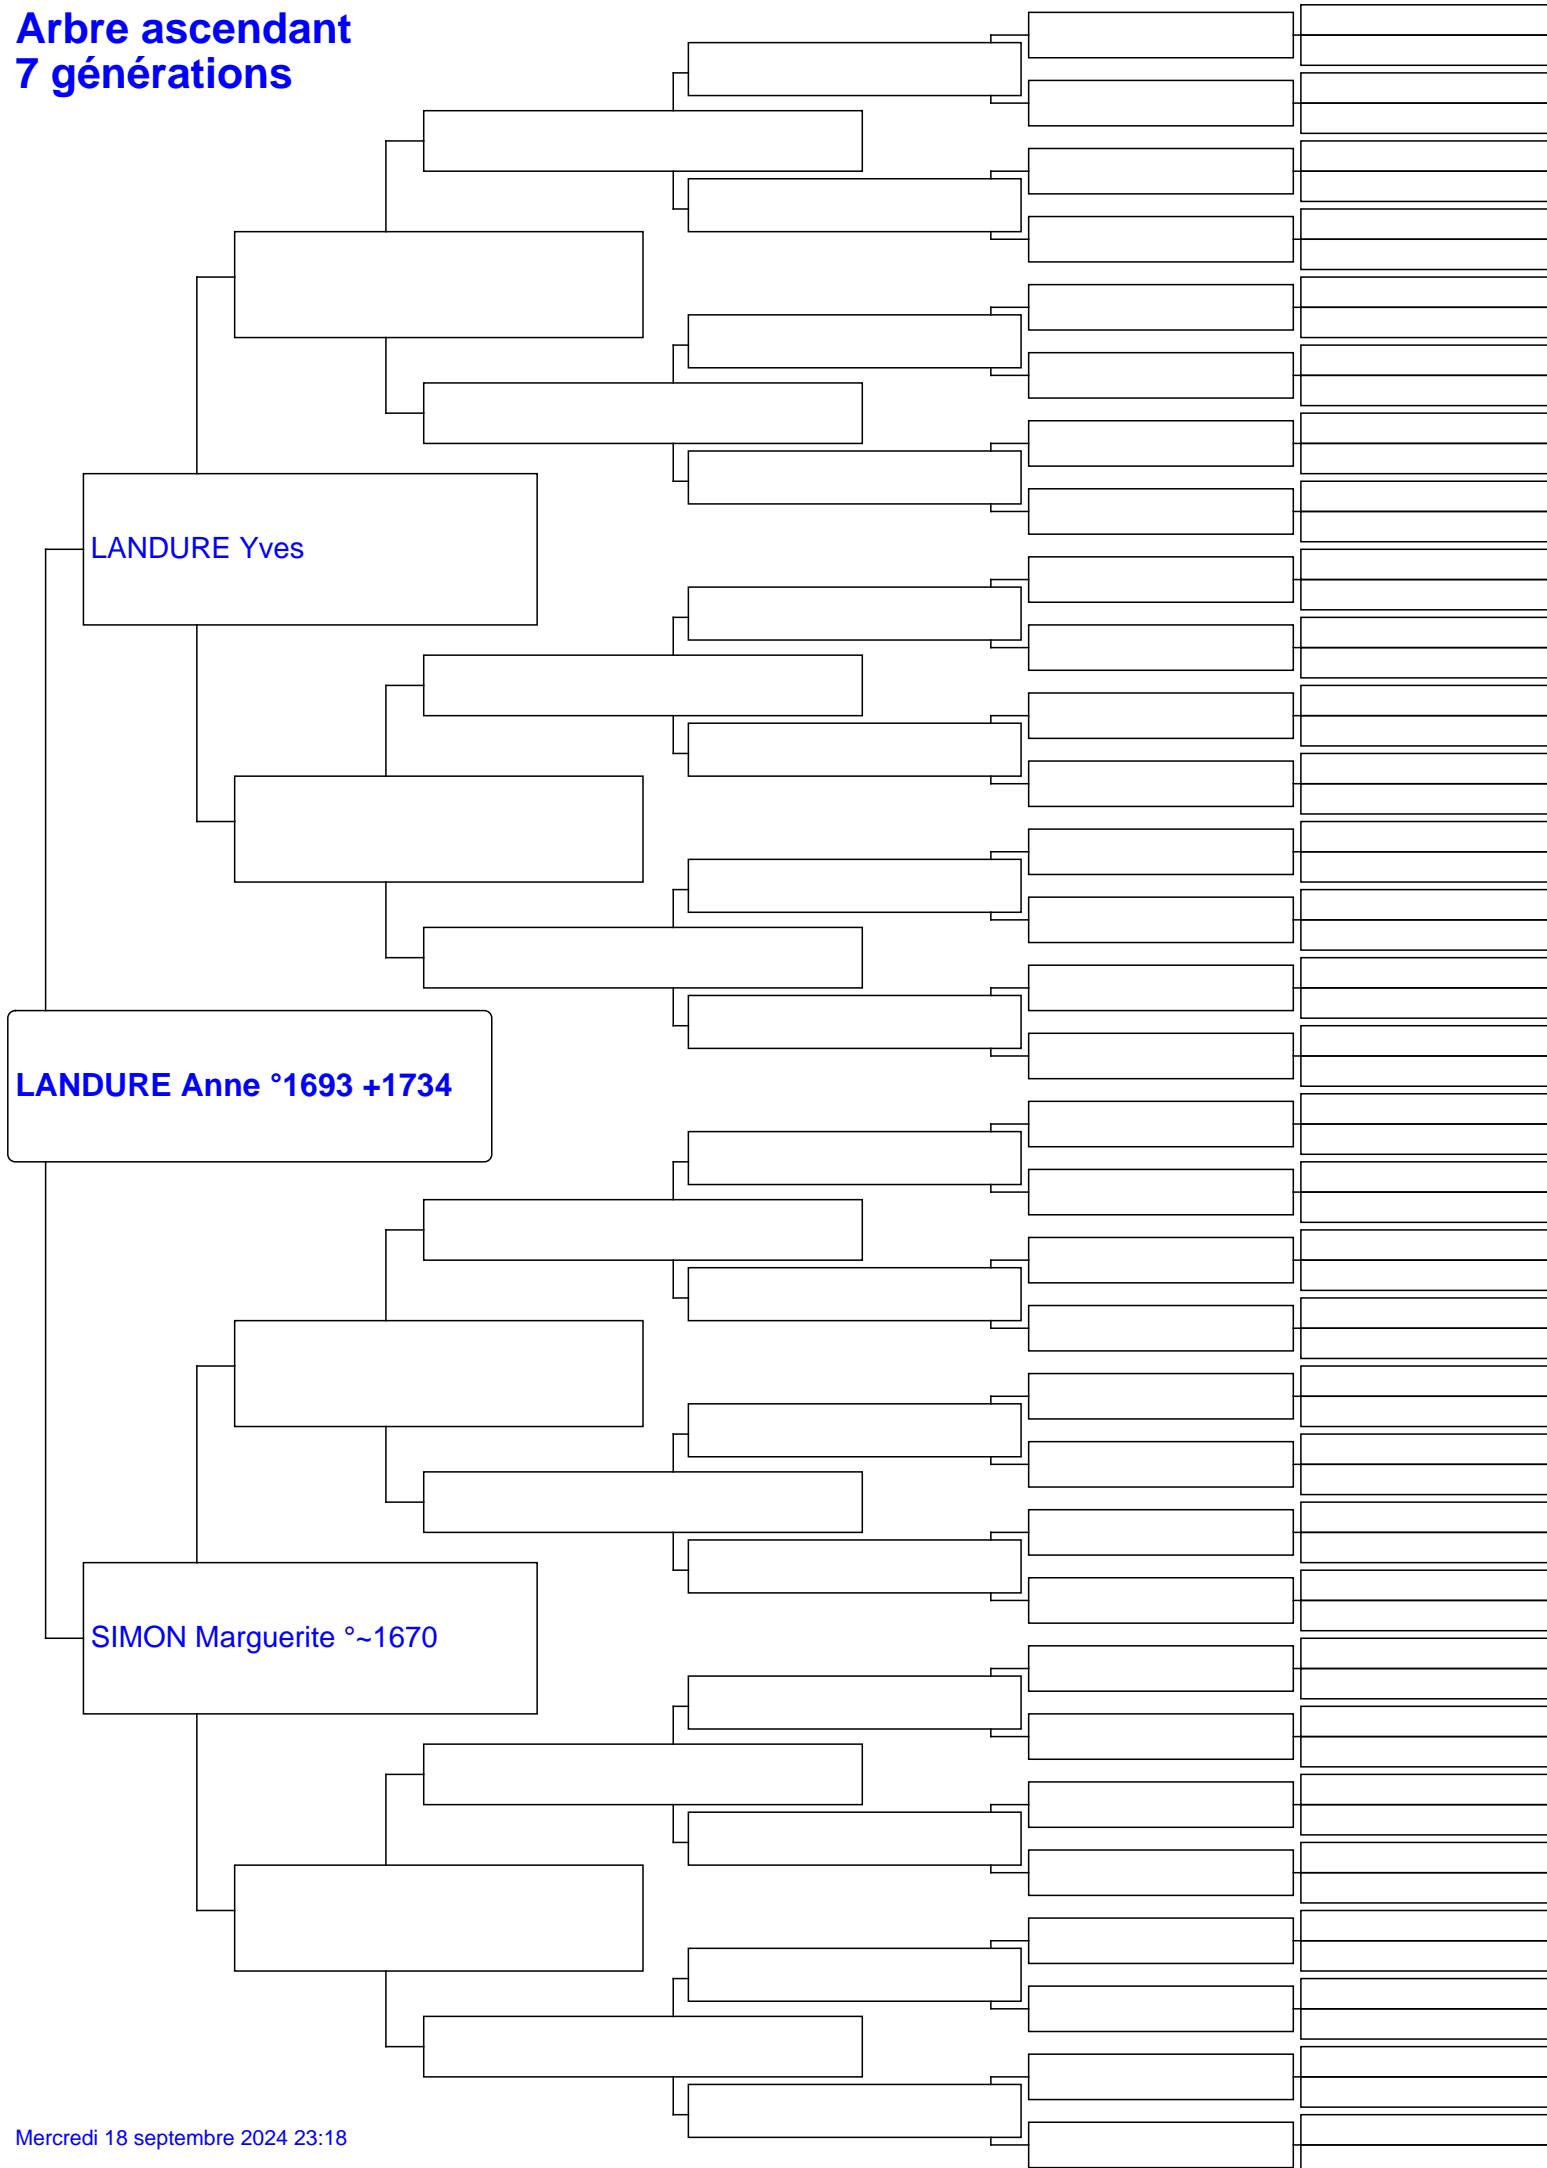 Arbre ascendant
7 générations
LANDURE Yves
LANDURE Anne °1693 +1734
SIMON Marguerite °~1670
Mercredi 18 septembre 2024 23:18